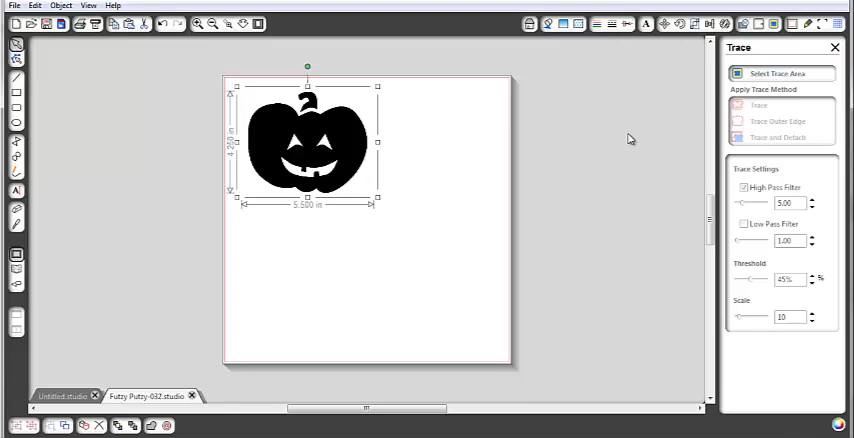 File Edit Object View Help
A
Trace
Select Trace Area
Apply Trace Method
Trace
Trace Outer Edge
Trace and Detach
Trace Settings
High Pass Filter
5.00
Low Pass Filter
1.00
Threshold
45% %
Scale
10
4.250 in
5.500 in
A
Untitled.studio
Futzy Putzy-032.studio